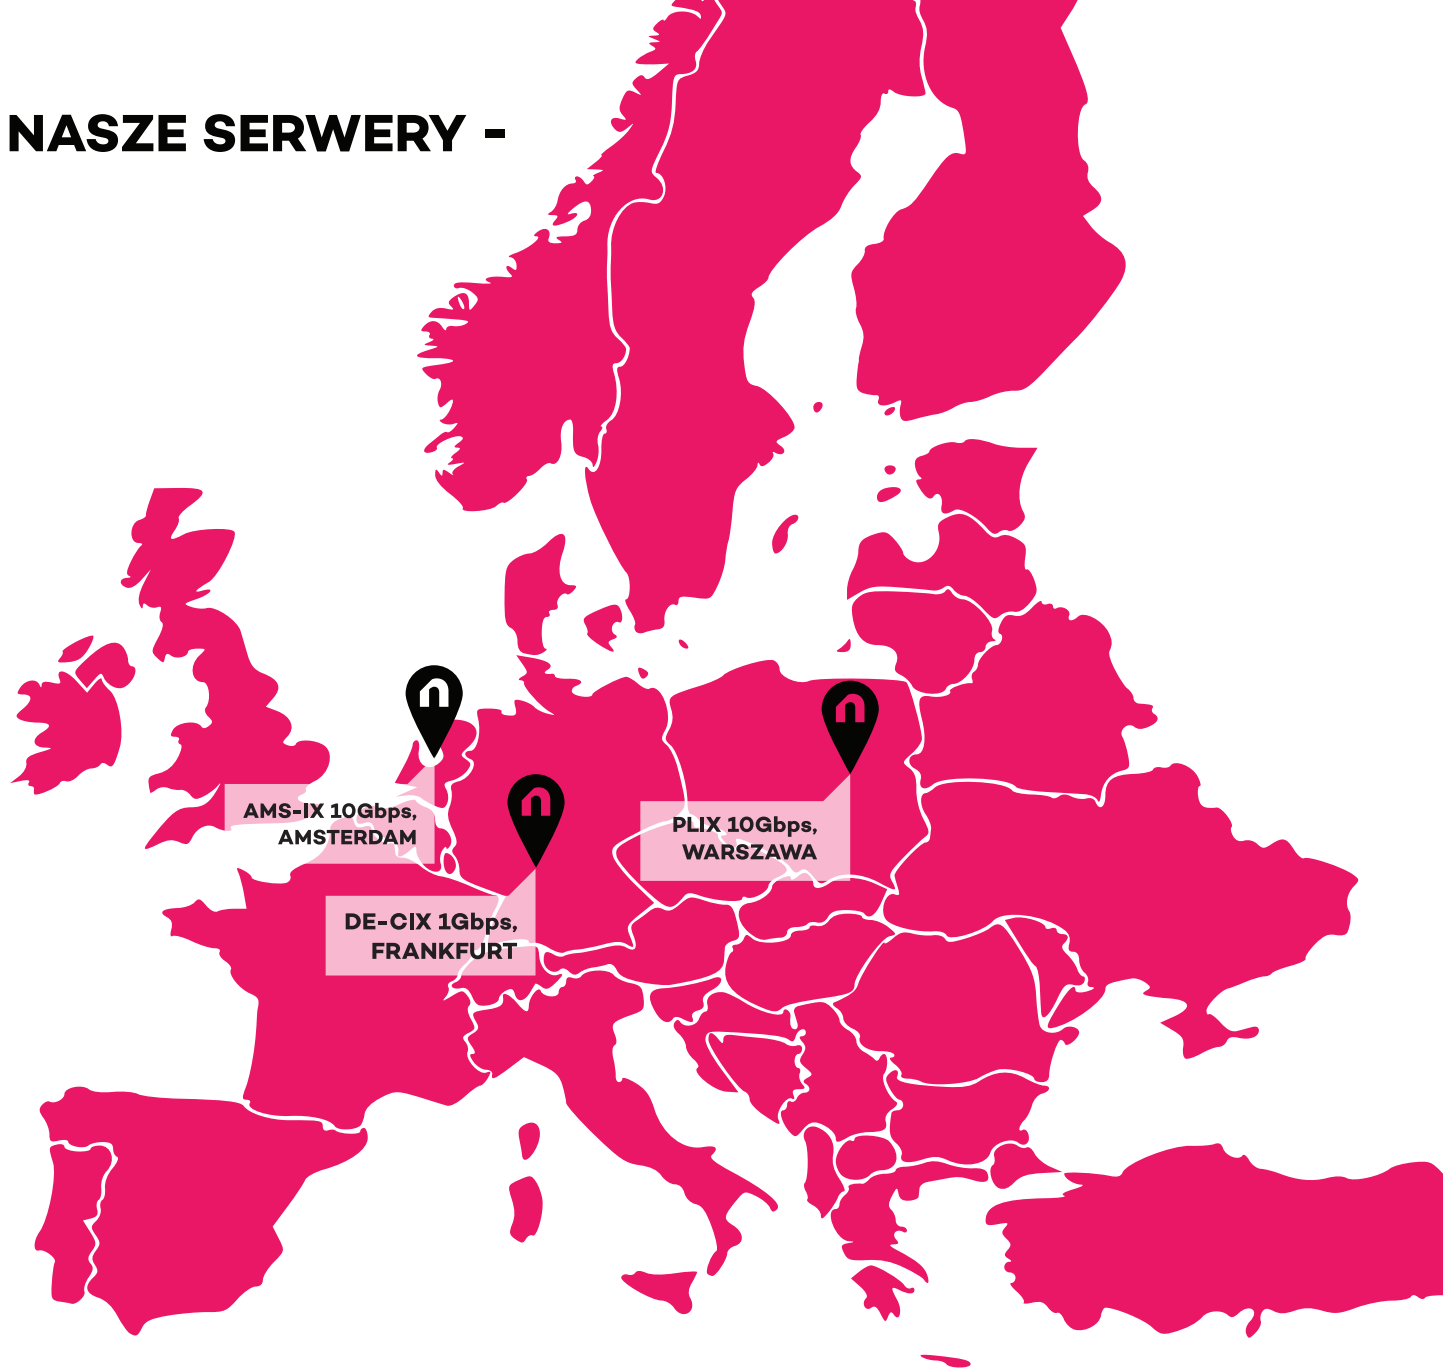 NASZE SERWERY -
AMS-IX 10Gbps,
AMSTERDAM
PLIX 10Gbps,
WARSZAWA
DE-CIX 1Gbps,
FRANKFURT